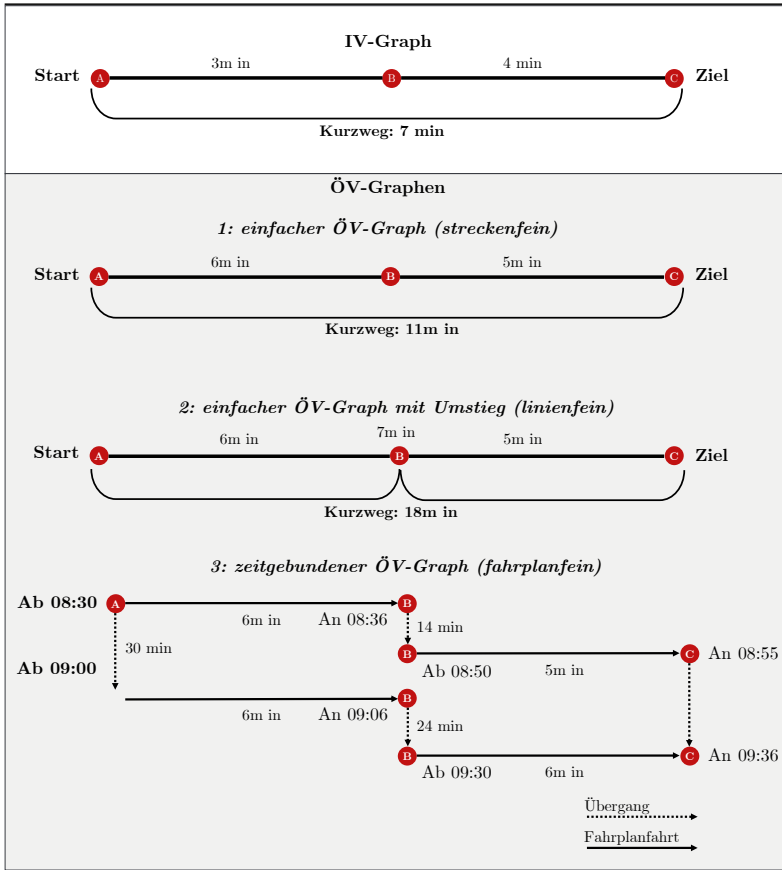 IV-Graph
3m in 4 min
Start A B C Ziel
Kurzweg: 7 min
ÖV-Graphen
1: einfacher ÖV-Graph (streckenfein)
6m in 5m in
Start A B C Ziel
Kurzweg: 11m in
2: einfacher ÖV-Graph mit Umstieg (linienfein)
6m in 7m in 5m in
Start A B C Ziel
Kurzweg: 18m in
3: zeitgebundener ÖV-Graph (fahrplanfein)
Ab 08:30 A B
6m in An 08:36 14 min
30 min
B C An 08:55
Ab 09:00 Ab 08:50 5m in
B
6m in An 09:06 24 min
B C An 09:36
Ab 09:30 6m in
Übergang
Fahrplanfahrt